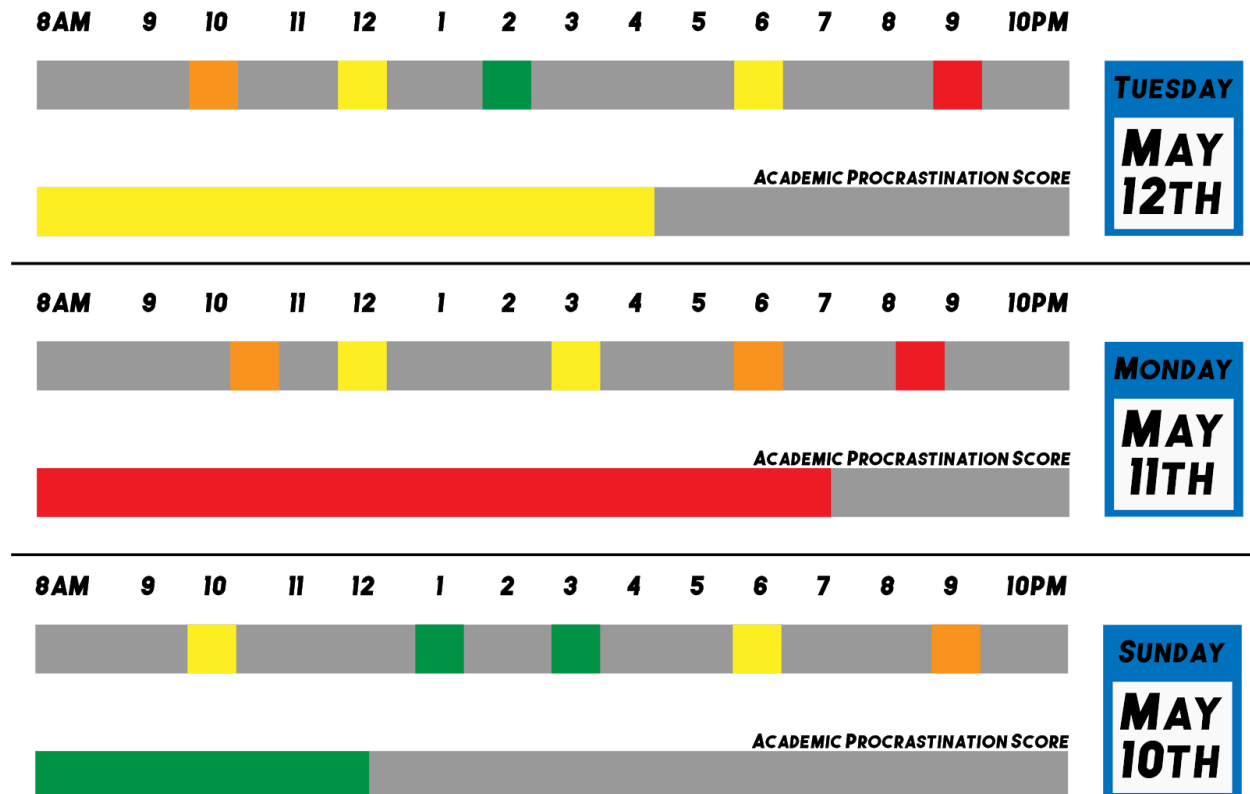 8AM 9 10 11 12 1 2 3 4 5 6 7 9 10PM
TUESDAY
MAY
12TH
ACADEMIC PROCRASTINATION SCORE
8AM 9 10 11 12 1 2 3 4 5 6 7 8 9 10PM
MONDAY
MAY
11TH
ACADEMIC PROCRASTINATION SCORE
8AM 9 10 11 12 1 2 3 4 5 6 7 8 9 10PM
SUNDAY
MAY
10TH
ACADEMIC PROCRASTINATION SCORE